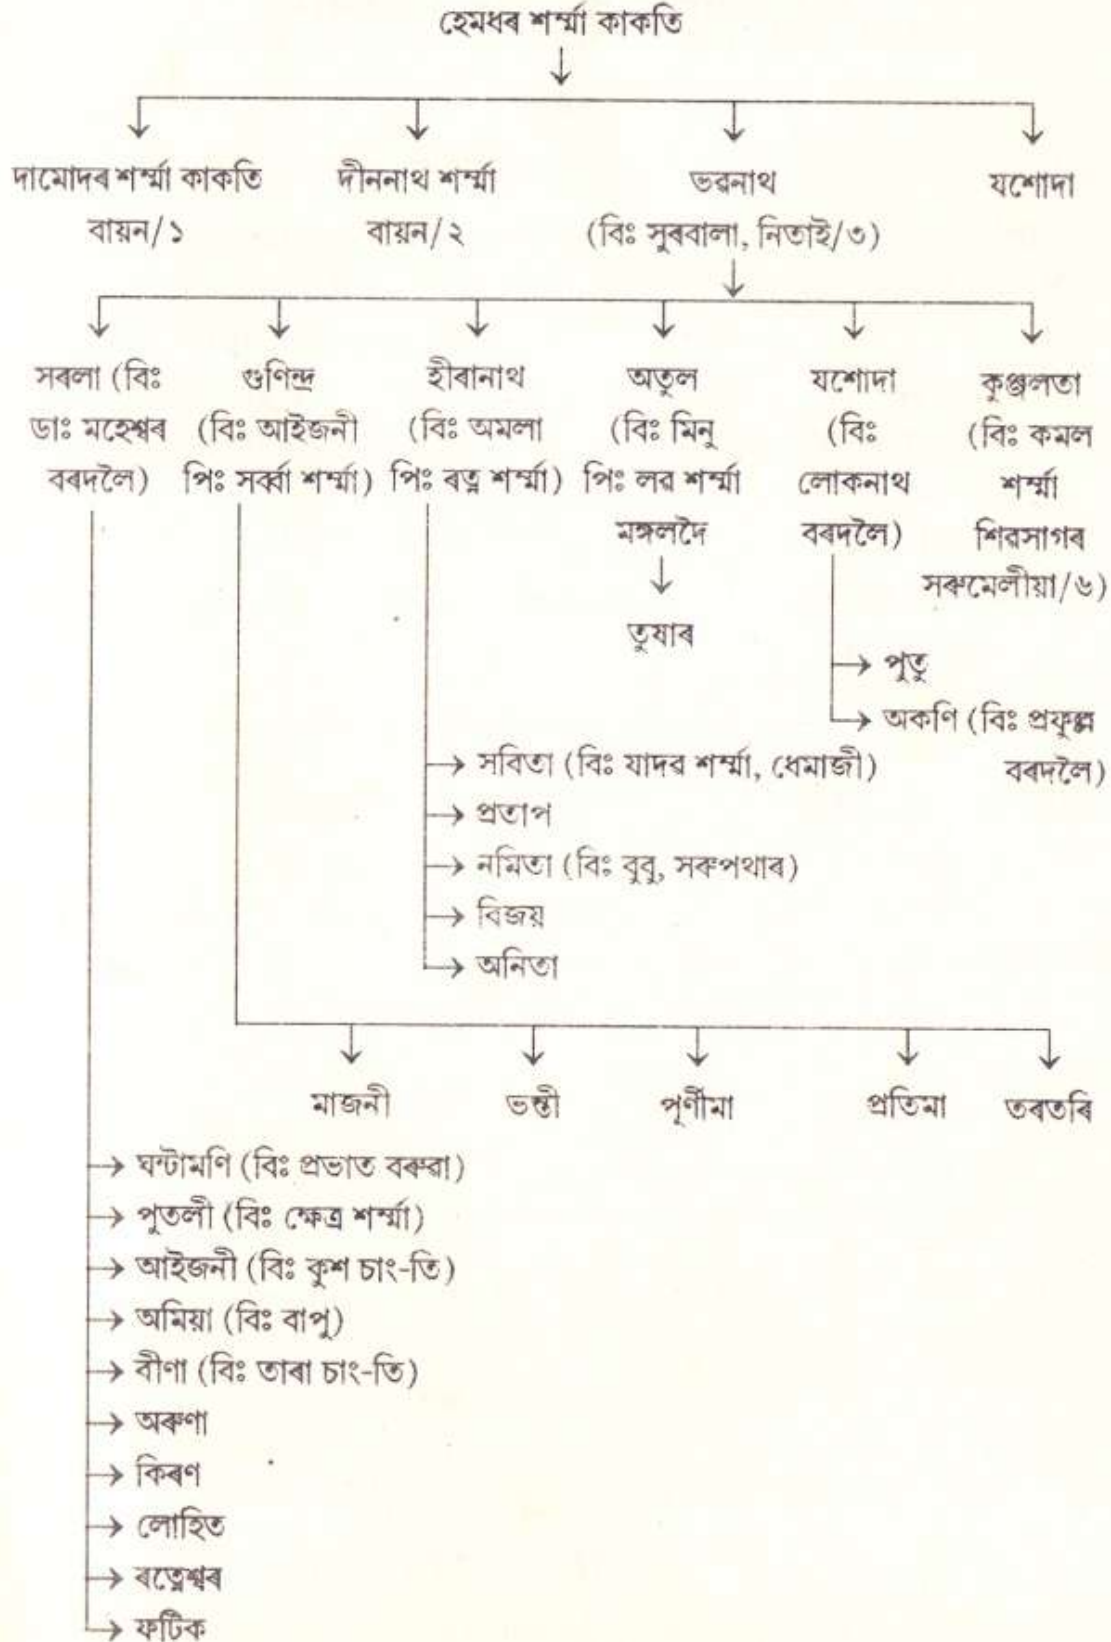 হেমধৰ শৰ্ম্মা কাকতি
দামোদৰ শৰ্ম্মা কাকতি দীননাথ শৰ্ম্মা ভৱনাথ যশোদা
বায়ন/১ বায়ন/২ (বিঃ সুৰবালা, নিতাই/৩)
সৰলা (বিঃ গুণিন্দ্ৰ হীৰানাথ অতুল যশোদা কুঞ্জলতা
ডাঃ মহেশ্বৰ (বিঃ আইজনী (বিঃ অমলা (বিঃ মিনু (বিঃ (বিঃ কমল
বৰদলৈ) পিঃ সৰ্ব্বা শৰ্ম্মা) পিঃ ৰত্ন শৰ্ম্মা) পিঃ লৱ শৰ্ম্মা লোকনাথ শৰ্ম্মা
মঙ্গলদৈ বৰদলৈ) শিৱসাগৰ
সৰুমেলীয়া/৬)
তুষাৰ
পুতু
অকণি (বিঃ প্ৰফুল্ল
সবিতা (বিঃ যাদৱ শৰ্ম্মা, ধেমাজী) বৰদলৈ)
প্ৰতাপ
নমিতা (বিঃ বুবু, সৰুপথাৰ)
বিজয়
অনিতা
মাজনী ভন্তী পূৰ্ণীমা প্ৰতিমা তৰতৰি
ঘন্টামণি (বিঃ প্ৰভাত বৰুৱা)
পুতলী (বিঃ ক্ষেত্ৰ শৰ্ম্মা)
আইজনী (বিঃ কুশ চাং-তি)
অমিয়া (বিঃ বাপু)
বীণা (বিঃ তাৰা চাং-তি)
অৰুণা
কিৰণ
লোহিত
ৰত্নেশ্বৰ
ফটিক